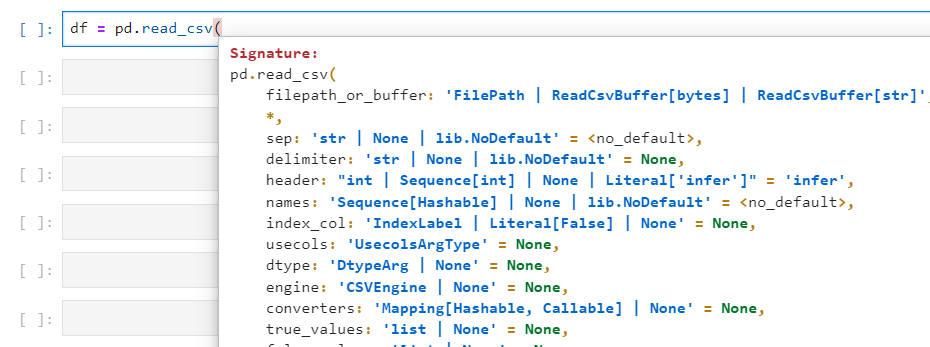 [ ]: df = pd.read_csv(
Signature:
pd.read_csv(
[ ]:
filepath_or_buffer: 'FilePath | ReadCsvBuffer[bytes] | ReadCsvBuffer[str]',
*,
[ ]:
sep: 'str | None | lib.NoDefault' = <no_default>,
delimiter: 'str | None | lib.NoDefault' = None,
[ ]:
header: "int | Sequence[int] | None | Literal['infer']" = 'infer',
names: 'Sequence[Hashable] | None | lib.NoDefault' = <no_default>,
[ ]:
index_col: 'IndexLabel | Literal[False] | None' = None,
usecols: 'UsecolsArgType' = None,
[ ]:
dtype: 'DtypeArg | None' = None,
engine: 'CSVEngine | None' = None,
converters: 'Mapping[Hashable, Callable] | None' = None,
[ ]:
true_values: 'list | None' = None,